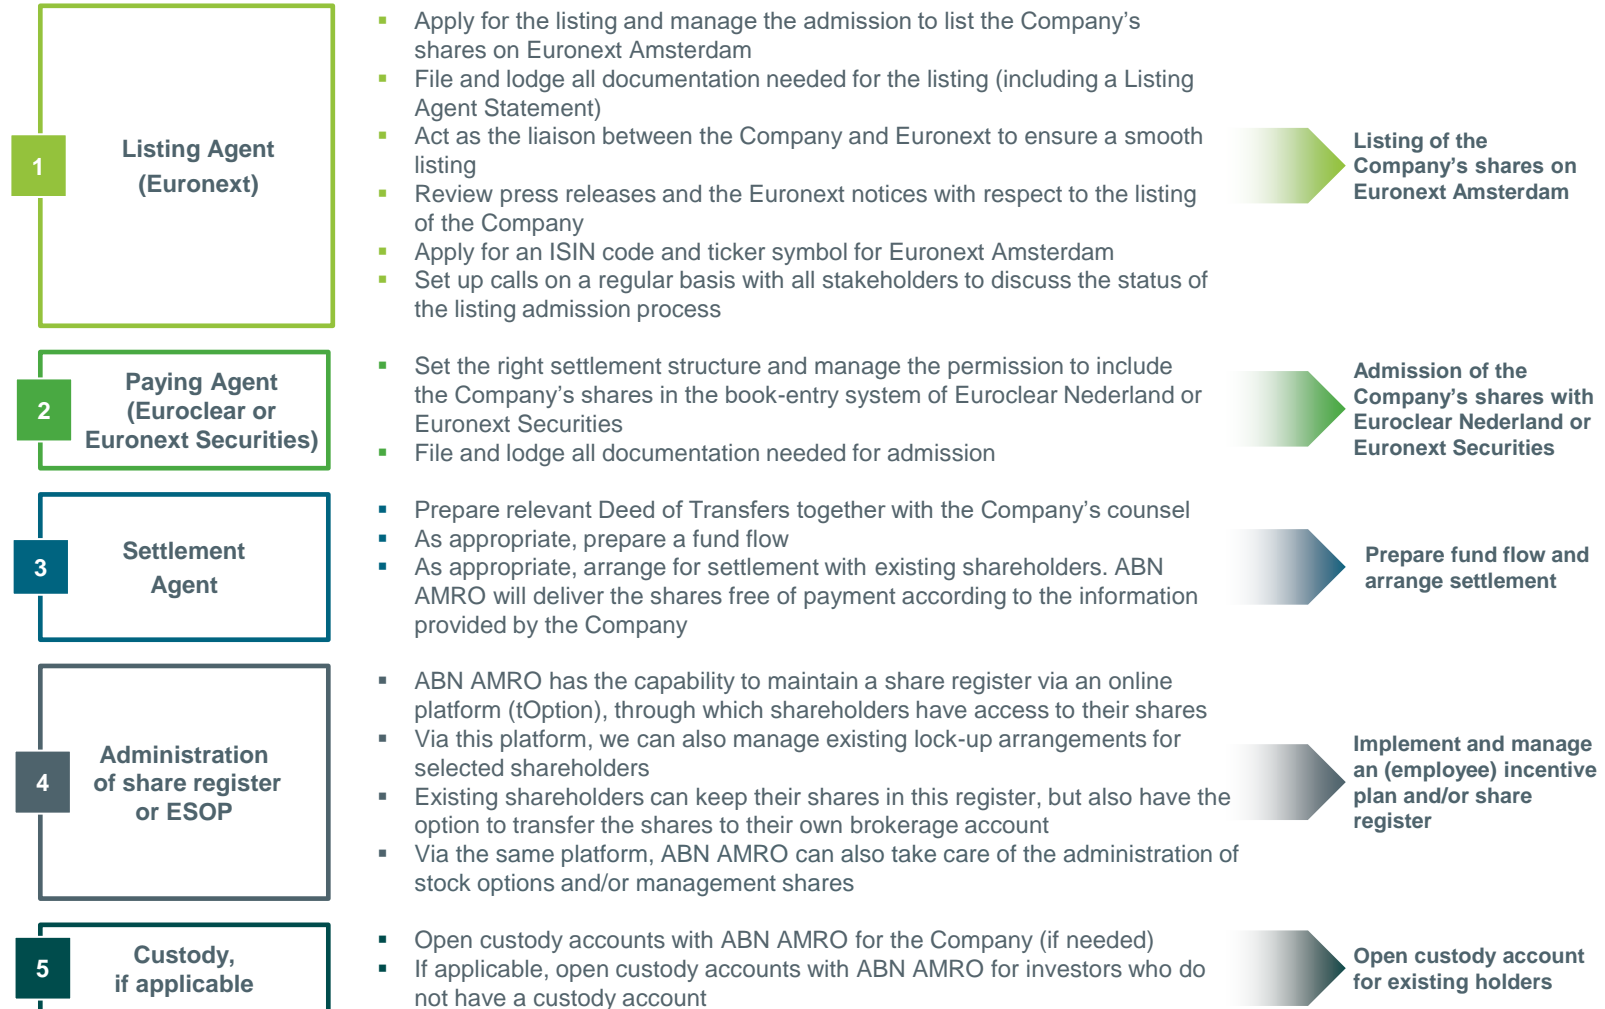 1
Listing Agent
(Euronext)
▪ Apply for the listing and manage the admission to list the Company’s
shares on Euronext Amsterdam
▪ File and lodge all documentation needed for the listing (including a Listing
Agent Statement)
▪ Act as the liaison between the Company and Euronext to ensure a smooth
listing
▪ Review press releases and the Euronext notices with respect to the listing
of the Company
▪ Apply for an ISIN code and ticker symbol for Euronext Amsterdam
▪ Set up calls on a regular basis with all stakeholders to discuss the status of
the listing admission process
Listing of the
Company’s shares on
Euronext Amsterdam
2
Paying Agent
(Euroclear or
Euronext Securities)
▪ Set the right settlement structure and manage the permission to include
the Company’s shares in the book-entry system of Euroclear Nederland or
Euronext Securities
▪ File and lodge all documentation needed for admission
Admission of the
Company’s shares with
Euroclear Nederland or
Euronext Securities
3
Settlement
Agent
▪ Prepare relevant Deed of Transfers together with the Company’s counsel
▪ As appropriate, prepare a fund flow
▪ As appropriate, arrange for settlement with existing shareholders. ABN
AMRO will deliver the shares free of payment according to the information
provided by the Company
Prepare fund flow and
arrange settlement
4
Administration
of share register
or ESOP
▪ ABN AMRO has the capability to maintain a share register via an online
platform (tOption), through which shareholders have access to their shares
▪ Via this platform, we can also manage existing lock-up arrangements for
selected shareholders
▪ Existing shareholders can keep their shares in this register, but also have the
option to transfer the shares to their own brokerage account
▪ Via the same platform, ABN AMRO can also take care of the administration of
stock options and/or management shares
Implement and manage
an (employee) incentive
plan and/or share
register
5
Custody,
if applicable
▪ Open custody accounts with ABN AMRO for the Company (if needed)
▪ If applicable, open custody accounts with ABN AMRO for investors who do
not have a custody account
Open custody account
for existing holders